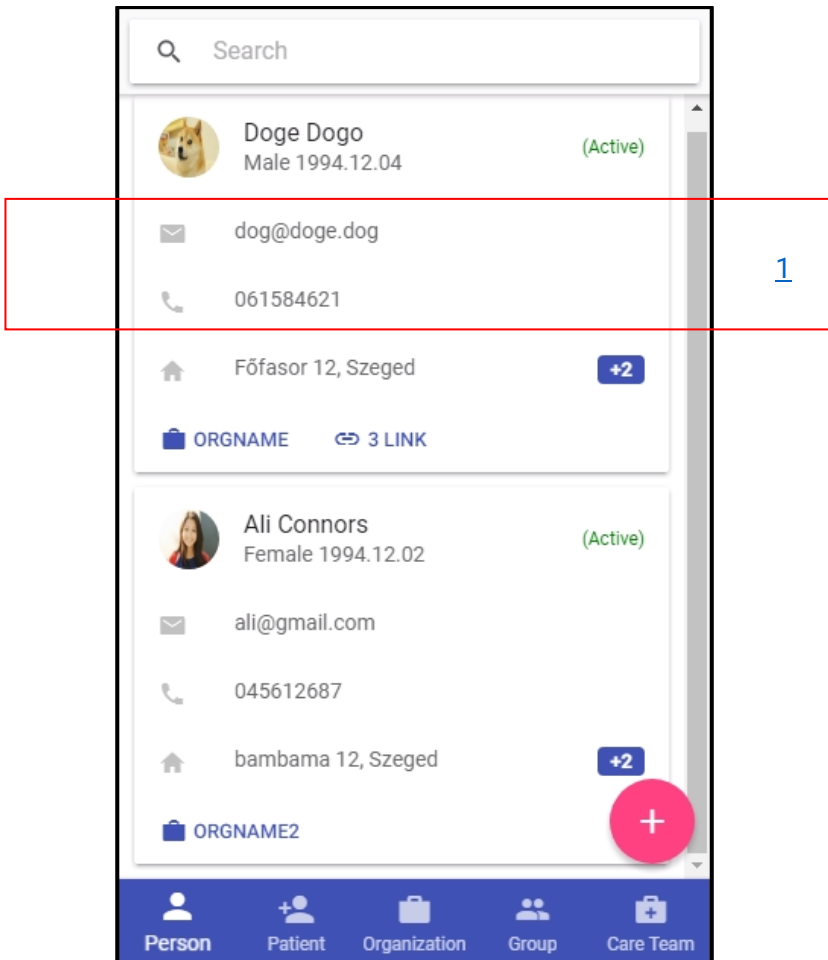 Search
Doge Dogo
Male 1994.12.04
(Active)
dog@doge.dog
1
061584621
Főfasor 12, Szeged
+2
ORGNAME
3 LINK
Ali Connors
Female 1994.12.02
(Active)
ali@gmail.com
045612687
bambama 12, Szeged
+2
ORGNAME2
Person
Patient
Organization
Group
Care Team